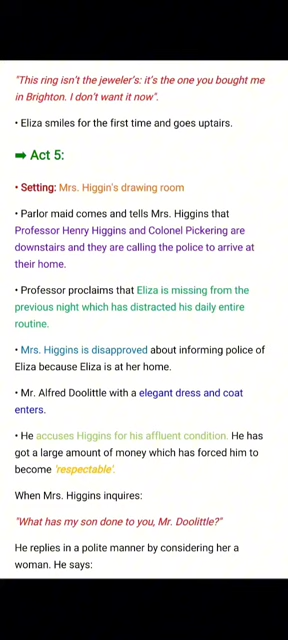 "This ring isn't the jeweler's: it's the one you bought me
in Brighton. I don't want it now".
• Eliza smiles for the first time and goes uptairs.
➡ Act 5:
• Setting: Mrs. Higgin's drawing room
• Parlor maid comes and tells Mrs. Higgins that
Professor Henry Higgins and Colonel Pickering are
downstairs and they are calling the police to arrive at
their home.
• Professor proclaims that Eliza is missing from the
previous night which has distracted his daily entire
routine.
• Mrs. Higgins is disapproved about informing police of
Eliza because Eliza is at her home.
• Mr. Alfred Doolittle with a elegant dress and coat
enters.
• He accuses Higgins for his affluent condition. He has
got a large amount of money which has forced him to
become 'respectable'.
When Mrs. Higgins inquires:
"What has my son done to you, Mr. Doolittle?"
He replies in a polite manner by considering her a
woman. He says: